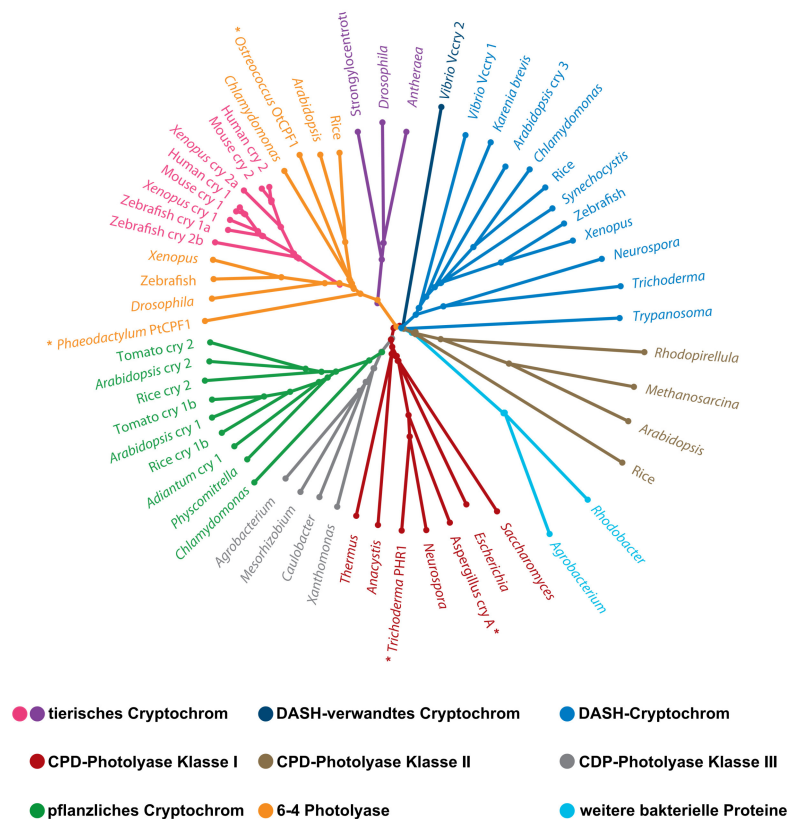 Strongylocentrotu
Drosophila
Antheraea
Vibrio Vccry 2
Vibrio Vccry 1
Karenia brevis
Arabidopsis cry 3
Chlamydomonas
Rice
Synechocystis
Zebrafish
Xenopus
Neurospora
Trichoderma
Trypanosoma
Rhodopirellula
Methanosarcina
Arabidopsis
Rice
Rhodobacter
Agrobacterium
Saccharomyces
Escherichia
Aspergillus cry A *
Neurospora
* Trichoderma PHR1
Anacystis
Thermus
Xanthomonas
Caulobacter
Mesorhizobium
Agrobacterium
Chlamydomonas
Physcomitrella
Adiantum cry 1
Rice cry 1b
Arabidopsis cry 1
Tomato cry 1b
Rice cry 2
Arabidopsis cry 2
Tomato cry 2
* Phaeodactylum PtCPF1
Drosophila
Zebrafish
Xenopus
Zebrafish cry 2b
Zebrafish cry 1a
Xenopus cry 1
Mouse cry 1
Human cry 1
Xenopus cry 2a
Mouse cry 2
Human cry 2
Chlamydomonas
* Ostreococcus OtCPF1
Arabidopsis
Rice
tierisches Cryptochrom
DASH-verwandtes Cryptochrom
DASH-Cryptochrom
CPD-Photolyase Klasse I
CPD-Photolyase Klasse II
CDP-Photolyase Klasse III
pflanzliches Cryptochrom
6-4 Photolyase
weitere bakterielle Proteine